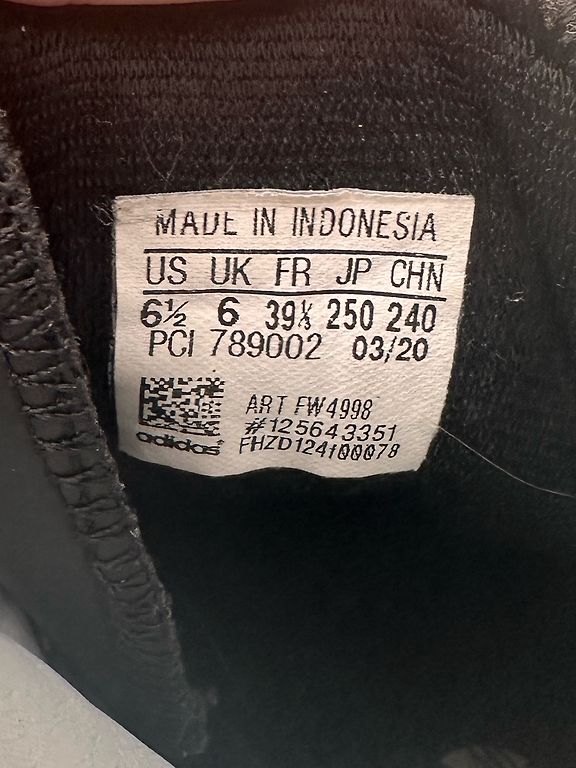 MADE IN INDONESIA
US UK FR JP CHN
6½ 6 39⅓ 250 240
PCI 789002 03/20
ART FW4998
#125643351
adidas